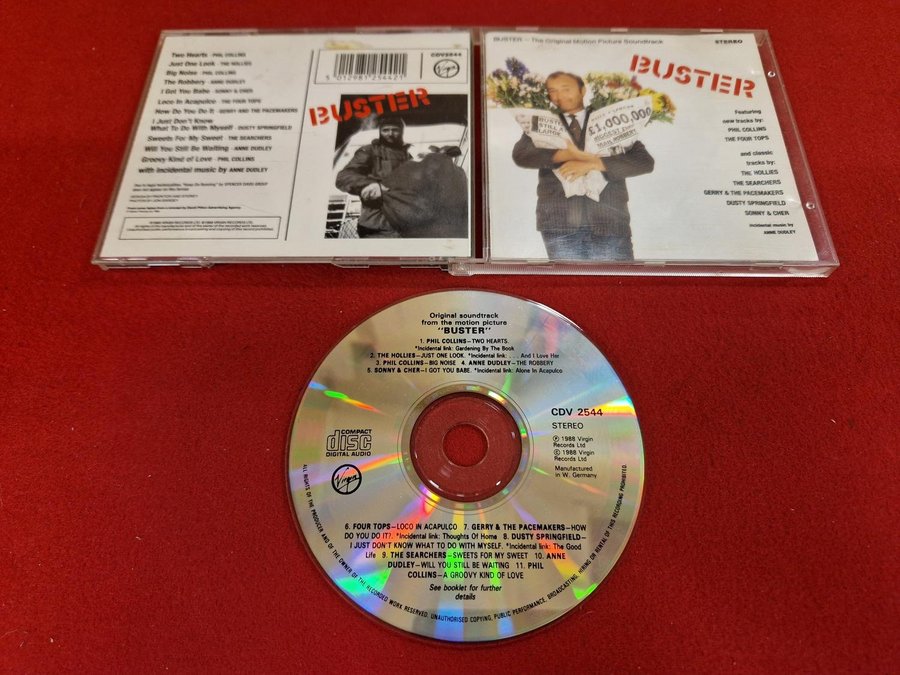 Two Hearts · PHIL COLLINS
Just One Look · THE HOLLIES
Big Noise · PHIL COLLINS
The Robbery · ANNE DUDLEY
I Got You Babe · SONNY & CHER
Loco In Acapulco · THE FOUR TOPS
How Do You Do It · GERRY AND THE PACEMAKERS
I Just Don't Know
What To Do With Myself · DUSTY SPRINGFIELD
Sweets For My Sweet · THE SEARCHERS
Will You Still Be Waiting · ANNE DUDLEY
Groovy Kind of Love · PHIL COLLINS
with incidental music by ANNE DUDLEY
5 012981 254421
CDV2544
Virgin
BUSTER
BUSTER – The Original Motion Picture Soundtrack
STEREO
BUSTER
BUSTER
STILL AT
LARGE
£1,000,000
BIGGEST EVER
MAIL ROBBERY
Featuring
new tracks by:
PHIL COLLINS
THE FOUR TOPS
and classic
tracks by:
THE HOLLIES
THE SEARCHERS
GERRY & THE PACEMAKERS
DUSTY SPRINGFIELD
SONNY & CHER
incidental music by
ANNE DUDLEY
Original soundtrack
from the motion picture
"BUSTER"
1. PHIL COLLINS—TWO HEARTS.
*Incidental link: Gardening By The Book
2. THE HOLLIES—JUST ONE LOOK. *Incidental link: . . . And I Love Her
3. PHIL COLLINS—BIG NOISE 4. ANNE DUDLEY—THE ROBBERY
5. SONNY & CHER—I GOT YOU BABE. *Incidental link: Alone In Acapulco
COMPACT
disc
DIGITAL AUDIO
Virgin
CDV 2544
STEREO
℗ 1988 Virgin
Records Ltd
© 1988 Virgin
Records Ltd
Manufactured
in W. Germany
6. FOUR TOPS—LOCO IN ACAPULCO 7. GERRY & THE PACEMAKERS—HOW
DO YOU DO IT?. *Incidental link: Thoughts Of Home 8. DUSTY SPRINGFIELD—
I JUST DON'T KNOW WHAT TO DO WITH MYSELF. *Incidental link: The Good
Life 9. THE SEARCHERS—SWEETS FOR MY SWEET 10. ANNE
DUDLEY—WILL YOU STILL BE WAITING 11. PHIL
COLLINS—A GROOVY KIND OF LOVE
See booklet for further
details
ALL RIGHTS OF THE PRODUCER AND OF THE OWNER OF THE RECORDED WORK RESERVED. UNAUTHORISED COPYING, PUBLIC PERFORMANCE, BROADCASTING, HIRING OR RENTAL OF THIS RECORDING PROHIBITED.